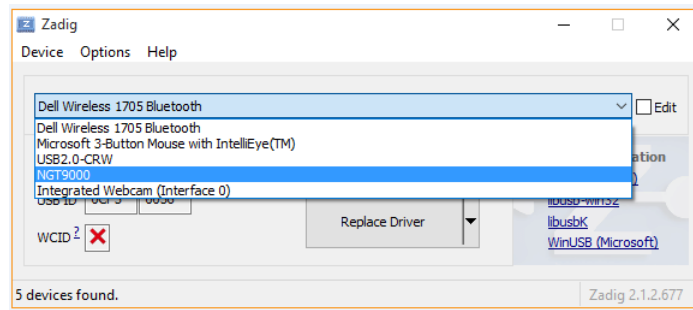 Zadig
Device Options Help
Dell Wireless 1705 Bluetooth
Edit
Dell Wireless 1705 Bluetooth
Microsoft 3-Button Mouse with IntelliEye(TM)
USB2.0-CRW
NGT9000
Integrated Webcam (Interface 0)
ation
USB ID
libusb-win32
Replace Driver
libusbK
WCID ?
WinUSB (Microsoft)
5 devices found.
Zadig 2.1.2.677